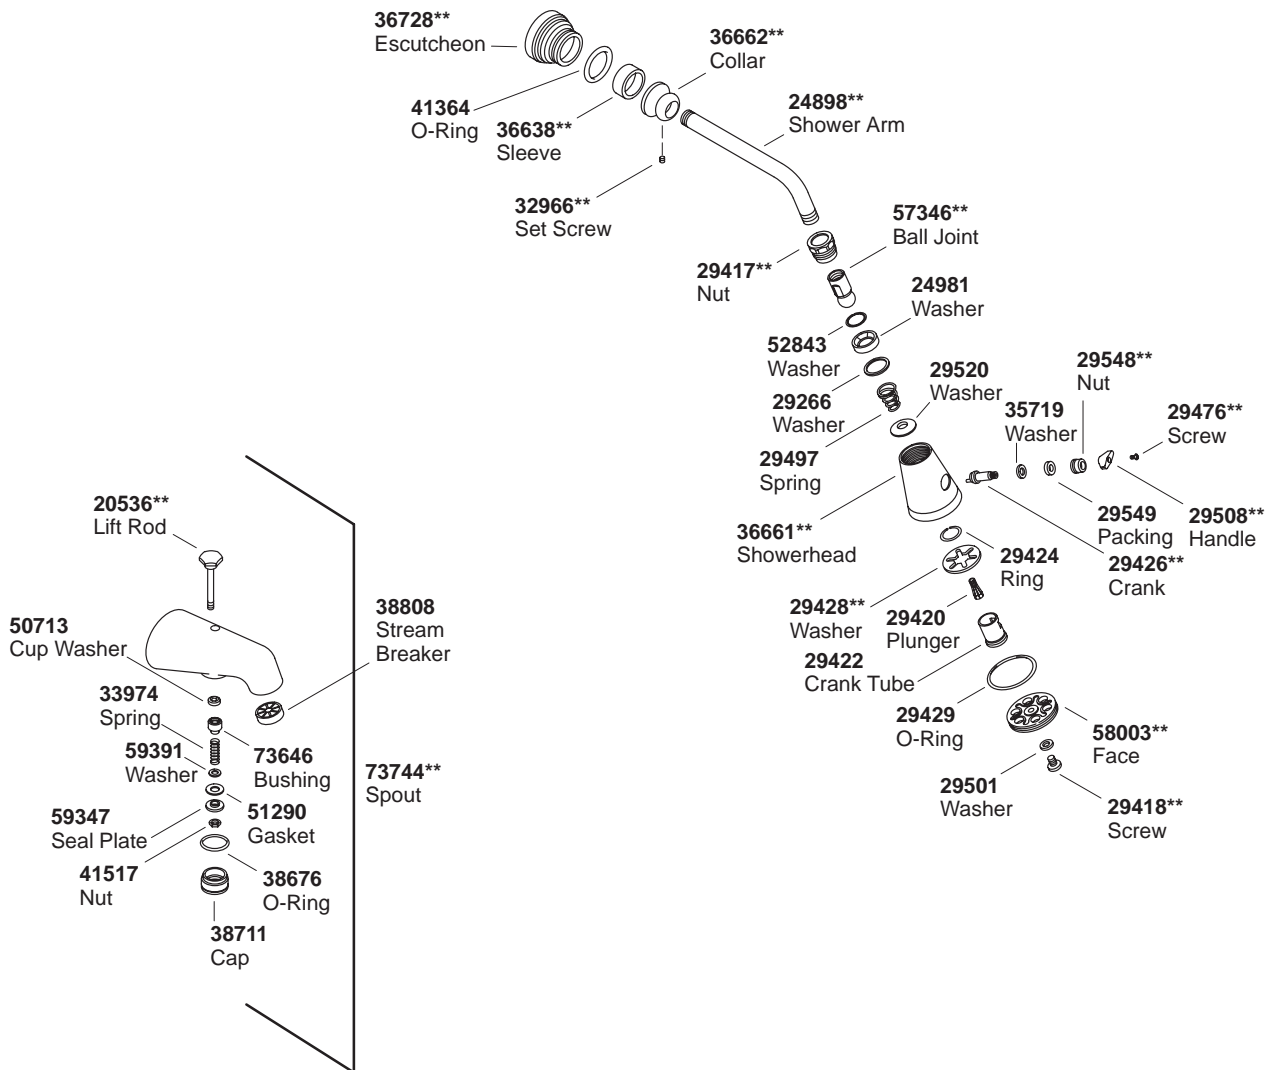 36728**
Escutcheon
36662**
Collar
41364
O-Ring
36638**
Sleeve
24898**
Shower Arm
32966**
Set Screw
57346**
Ball Joint
29417**
Nut
24981
Washer
52843
Washer
29266
Washer
29520
Washer
29548**
Nut
35719
Washer
29476**
Screw
29497
Spring
36661**
Showerhead
29549
Packing
29508**
Handle
29424
Ring
29426**
Crank
29428**
Washer
29420
Plunger
29422
Crank Tube
29429
O-Ring
58003**
Face
29501
Washer
29418**
Screw
20536**
Lift Rod
50713
Cup Washer
38808
Stream
Breaker
33974
Spring
59391
Washer
73646
Bushing
73744**
Spout
59347
Seal Plate
51290
Gasket
41517
Nut
38676
O-Ring
38711
Cap